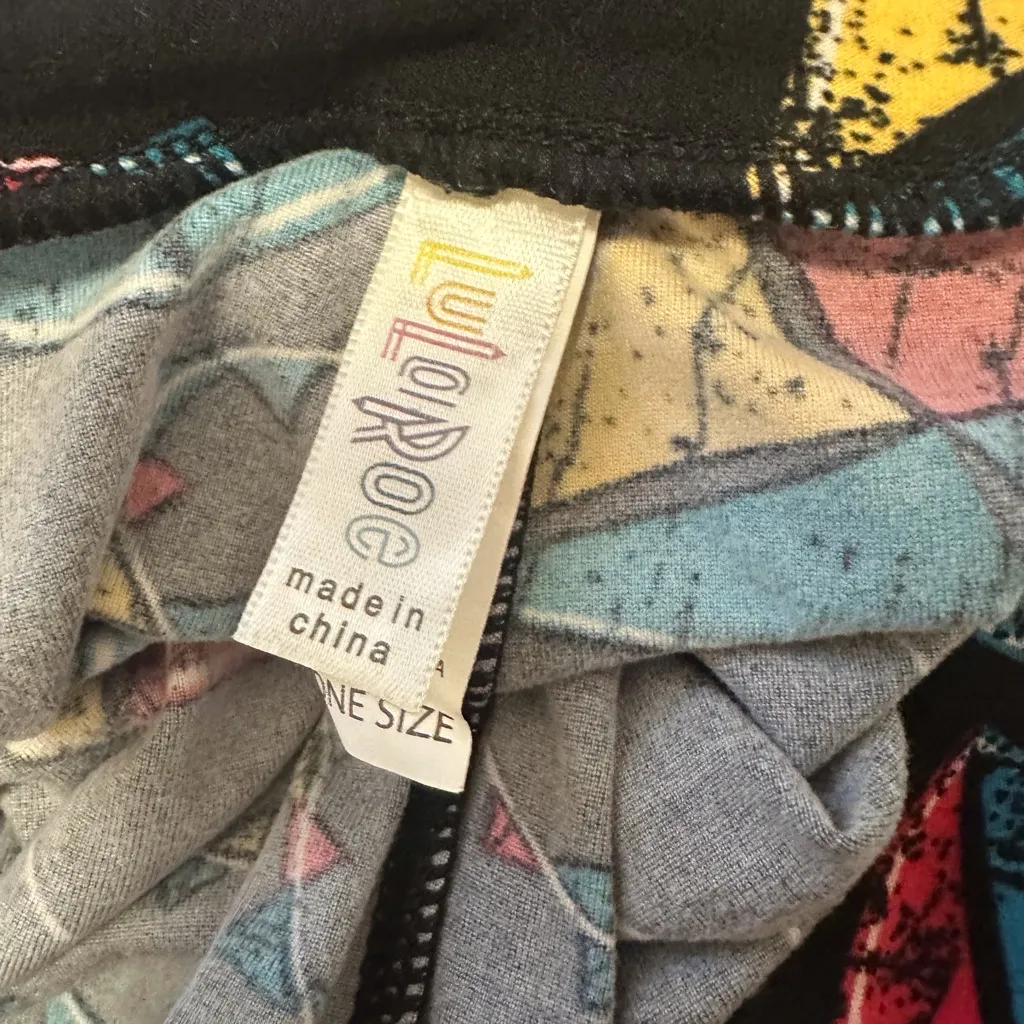 LuLaRoe
made in
china
A
ONE SIZE